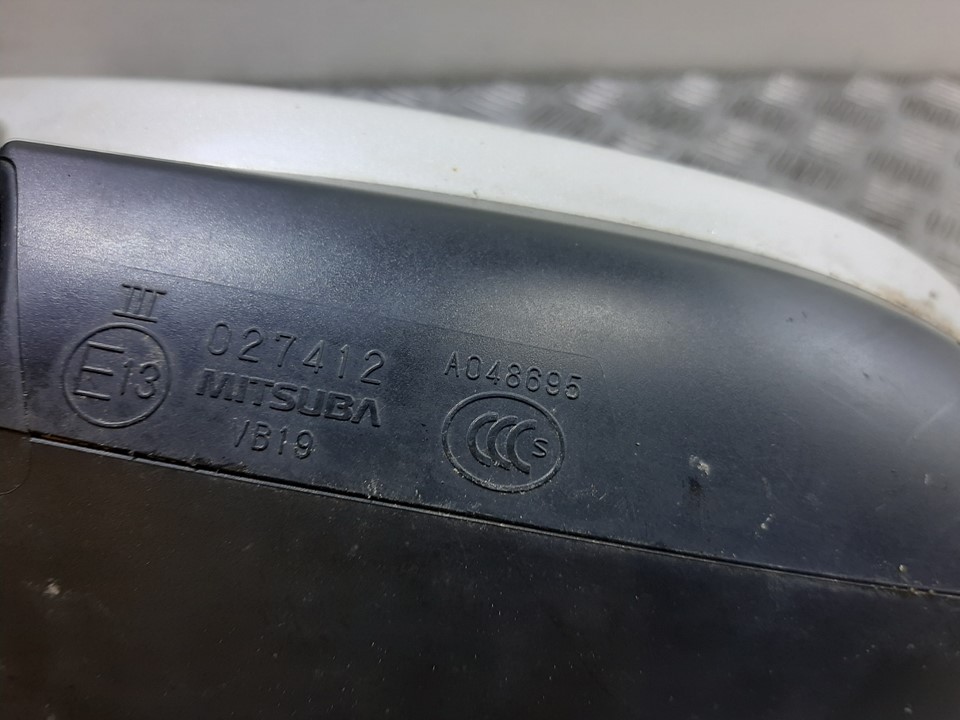 III
E13
027412
MITSUBA
VB19
A048695
CCC S